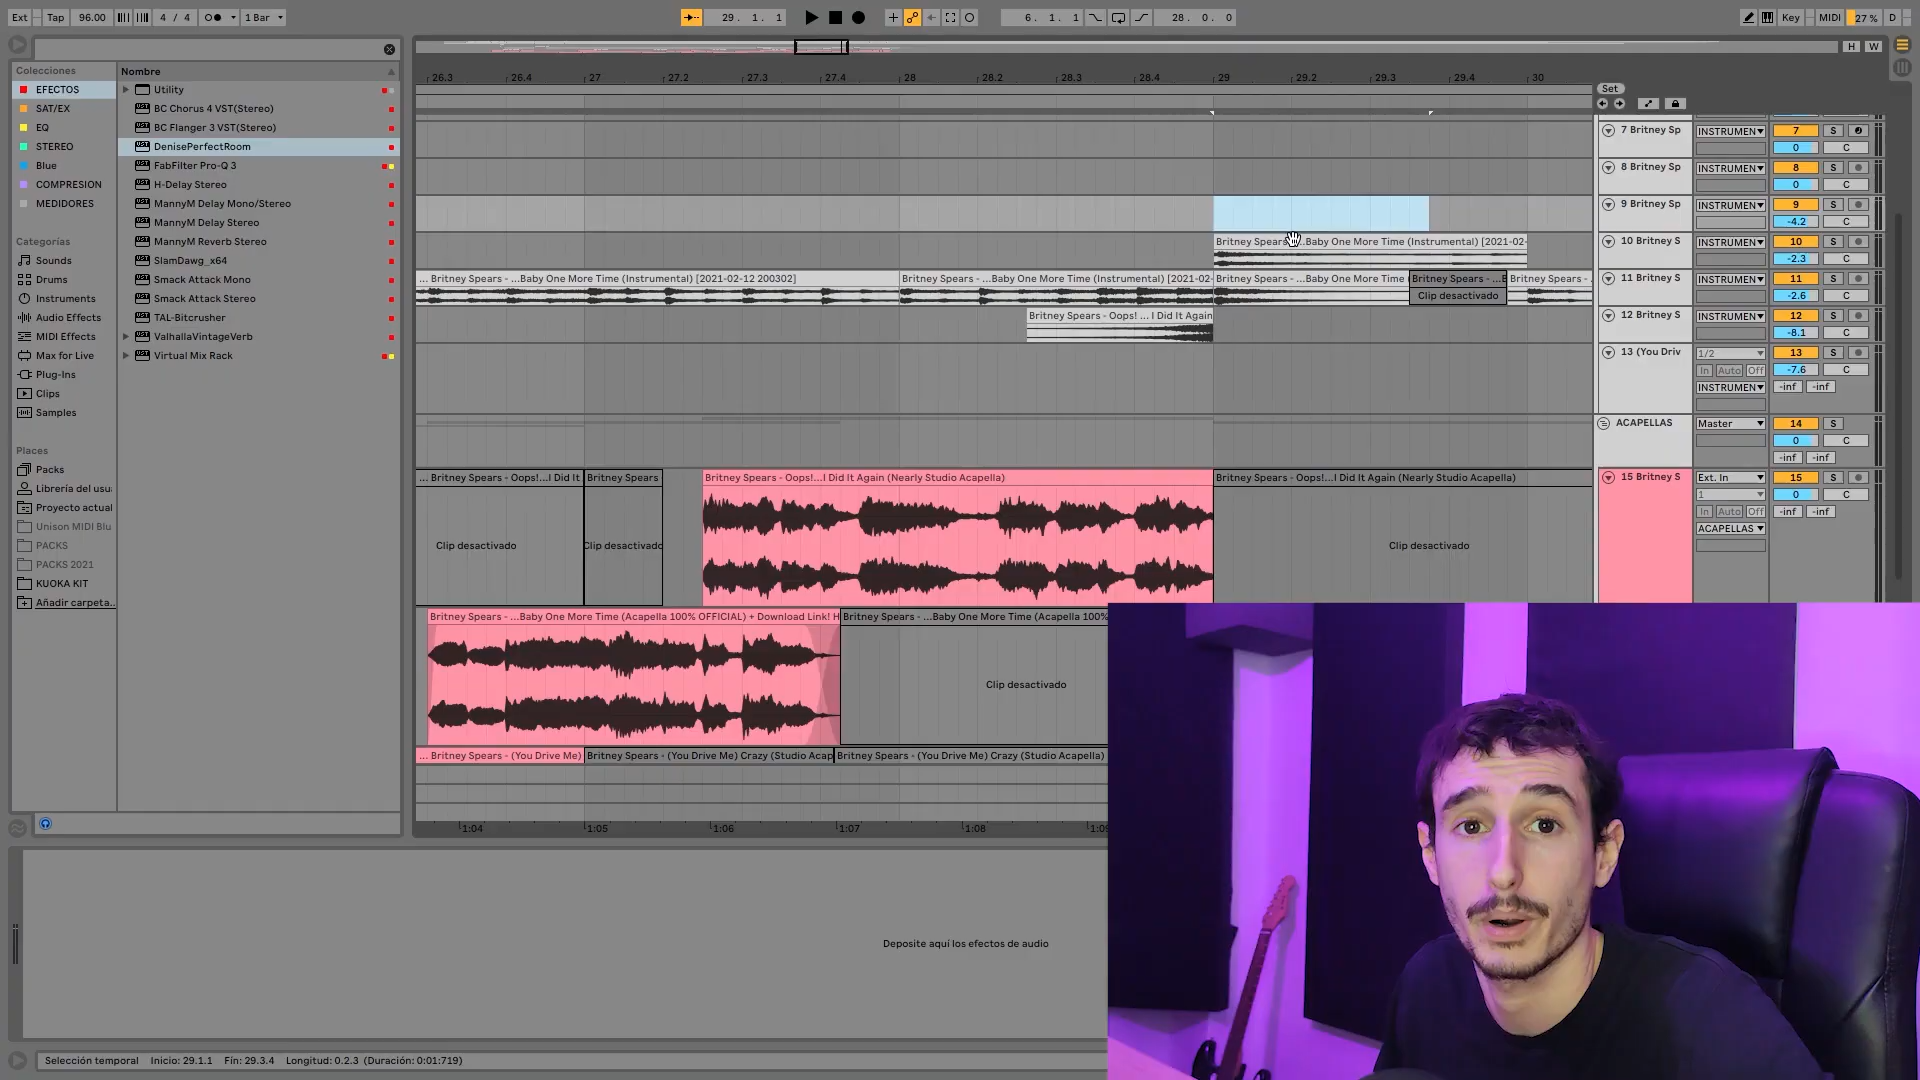 Ext Tap 96.00 4 / 4 1 Bar 29. 1. 1 6. 1. 1 28. 0. 0 Key MIDI 27 % D
H W
Colecciones
EFECTOS
SAT/EX
EQ
STEREO
Blue
COMPRESION
MEDIDORES
Categorías
Sounds
Drums
Instruments
Audio Effects
MIDI Effects
Max for Live
Plug-Ins
Clips
Samples
Places
Packs
Librería del usu
Proyecto actual
Unison MIDI Blu
PACKS
PACKS 2021
KUOKA KIT
Añadir carpeta...
Nombre
Utility
BC Chorus 4 VST(Stereo)
BC Flanger 3 VST(Stereo)
DenisePerfectRoom
FabFilter Pro-Q 3
H-Delay Stereo
MannyM Delay Mono/Stereo
MannyM Delay Stereo
MannyM Reverb Stereo
SlamDawg_x64
Smack Attack Mono
Smack Attack Stereo
TAL-Bitcrusher
ValhallaVintageVerb
Virtual Mix Rack
26.3 26.4 27 27.2 27.3 27.4 28 28.2 28.3 28.4 29 29.2 29.3 29.4 30
Set
7 Britney Sp INSTRUMEN 7 S
0 C
8 Britney Sp INSTRUMEN 8 S
0 C
9 Britney Sp INSTRUMEN 9 S
-4.2 C
Britney Spears - ...Baby One More Time (Instrumental) [2021-02- 10 Britney S INSTRUMEN 10 S
-2.3 C
... Britney Spears - ...Baby One More Time (Instrumental) [2021-02-12 200302] Britney Spears - ...Baby One More Time (Instrumental) [2021-02- Britney Spears - ...Baby One More Time Britney Spears - ...B Britney Spears - . 11 Britney S INSTRUMEN 11 S
Clip desactivado -2.6 C
Britney Spears - Oops! ... I Did It Again 12 Britney S INSTRUMEN 12 S
-8.1 C
13 (You Driv 1/2 13 S
In Auto Off -7.6 C
INSTRUMEN -inf -inf
ACAPELLAS Master 14 S
0 C
-inf -inf
... Britney Spears - Oops!...I Did It Britney Spears - Britney Spears - Oops!...I Did It Again (Nearly Studio Acapella) Britney Spears - Oops!...I Did It Again (Nearly Studio Acapella) 15 Britney S Ext. In 15 S
1 0 C
In Auto Off -inf -inf
ACAPELLAS
Clip desactivado Clip desactivado Clip desactivado
Britney Spears - ...Baby One More Time (Acapella 100% OFFICIAL) + Download Link! H Britney Spears - ...Baby One More Time (Acapella 100%
Clip desactivado
... Britney Spears - (You Drive Me) Britney Spears - (You Drive Me) Crazy (Studio Acap Britney Spears - (You Drive Me) Crazy (Studio Acapella)
1:04 1:05 1:06 1:07 1:08 1:09
Deposite aquí los efectos de audio
Selección temporal Inicio: 29.1.1 Fín: 29.3.4 Longitud: 0.2.3 (Duración: 0:01:719)